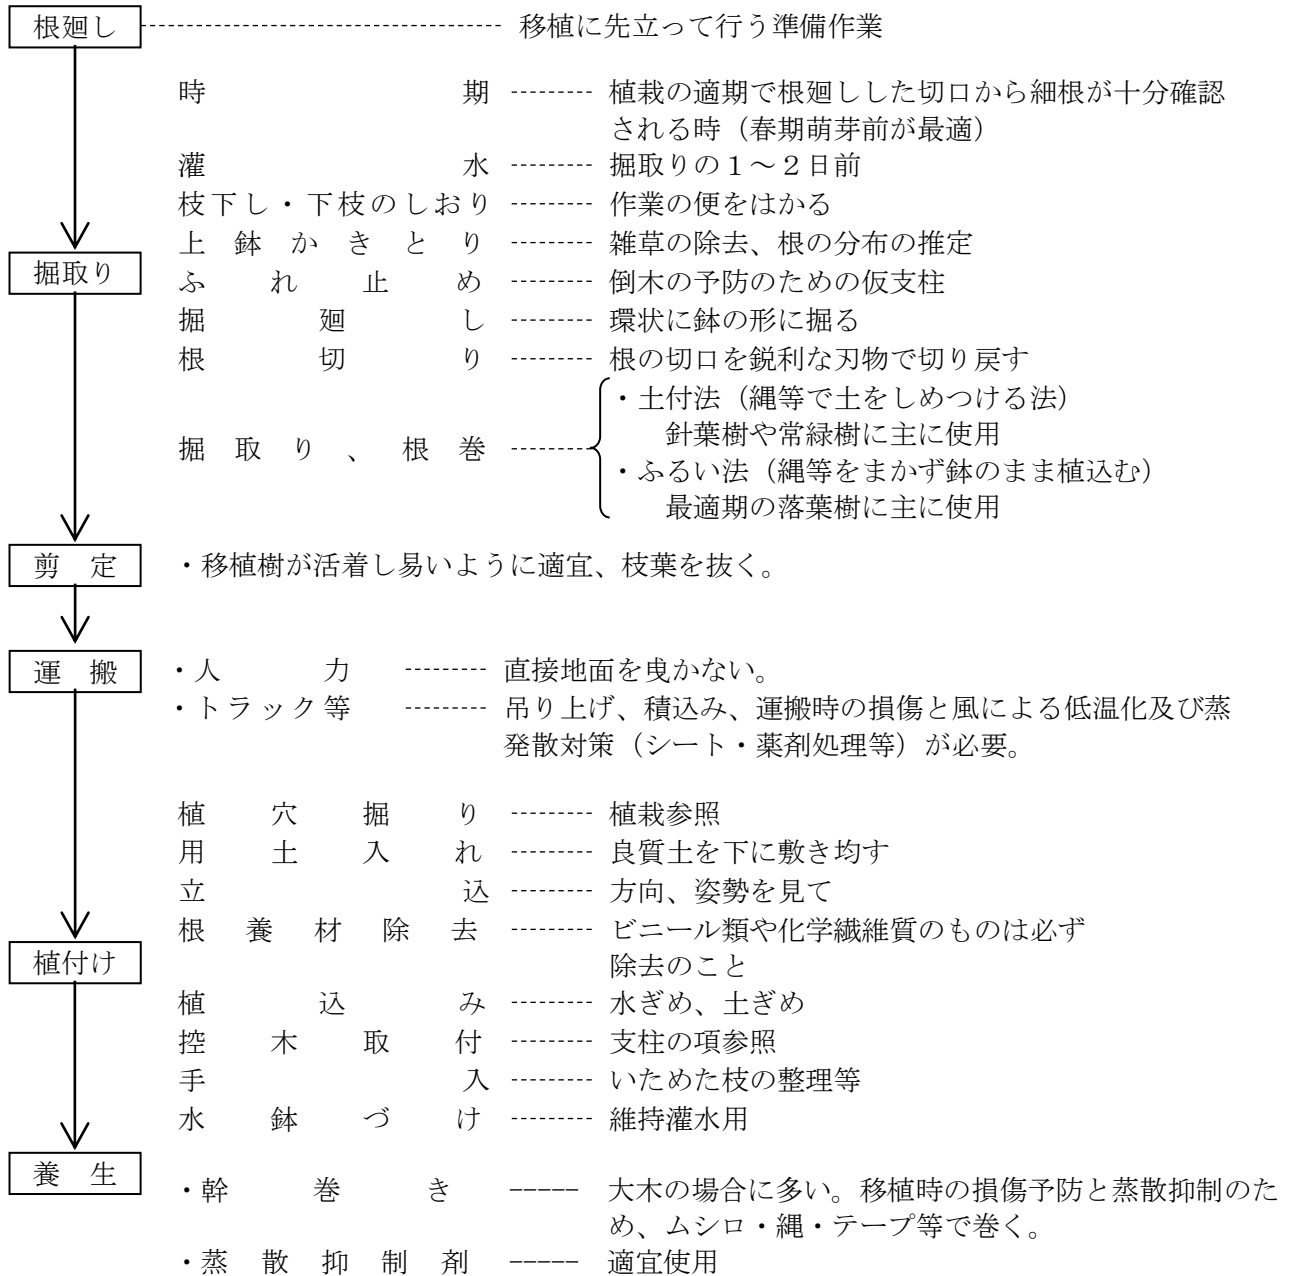 根廻し 移植に先立って行う準備作業
時期 植栽の適期で根廻しした切口から細根が十分確認
される時（春期萌芽前が最適）
灌水 掘取りの１～２日前
枝下し・下枝のしおり 作業の便をはかる
上鉢かきとり 雑草の除去、根の分布の推定
掘取り
ふれ止め 倒木の予防のための仮支柱
掘廻し 環状に鉢の形に掘る
根切り 根の切口を鋭利な刃物で切り戻す
掘取り、根巻
・土付法（縄等で土をしめつける法）
針葉樹や常緑樹に主に使用
・ふるい法（縄等をまかず鉢のまま植込む）
最適期の落葉樹に主に使用
剪定 ・移植樹が活着し易いように適宜、枝葉を抜く。
運搬 ・人力 直接地面を曳かない。
・トラック等 吊り上げ、積込み、運搬時の損傷と風による低温化及び蒸
発散対策（シート・薬剤処理等）が必要。
植穴掘り 植栽参照
用土入れ 良質土を下に敷き均す
立込 方向、姿勢を見て
根養材除去 ビニール類や化学繊維質のものは必ず
除去のこと
植付け
植込み 水ぎめ、土ぎめ
控木取付 支柱の項参照
手入 いためた枝の整理等
水鉢づけ 維持灌水用
養生
・幹巻き 大木の場合に多い。移植時の損傷予防と蒸散抑制のた
め、ムシロ・縄・テープ等で巻く。
・蒸散抑制剤 適宜使用